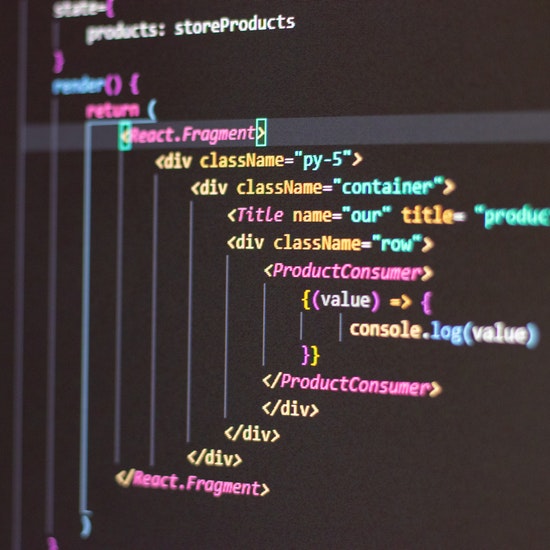 state={
products: storeProducts
}
render() {
return (
<React.Fragment>
<div className="py-5">
<div className="container">
<Title name="our" title= "produc
<div className="row">
<ProductConsumer>
{(value) => {
console.log(value)
}}
</ProductConsumer>
</div>
</div>
</div>
</React.Fragment>
)
}